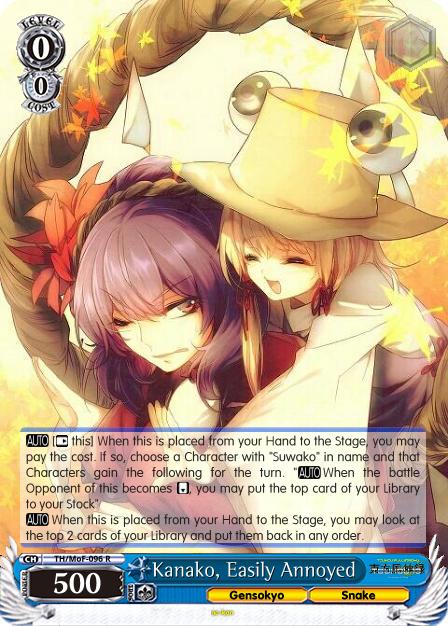 LEVEL
0
0
COST
AUTO [ this] When this is placed from your Hand to the Stage, you may
pay the cost. If so, choose a Character with "Suwako" in name and that
Characters gain the following for the turn. "AUTO When the battle
Opponent of this becomes , you may put the top card of your Library
to your Stock"
AUTO When this is placed from your Hand to the Stage, you may look at
the top 2 cards of your Library and put them back in any order.
CH TH/MoF-096 R
POWER 500 SOUL
Kanako, Easily Annoyed
Gensokyo Snake